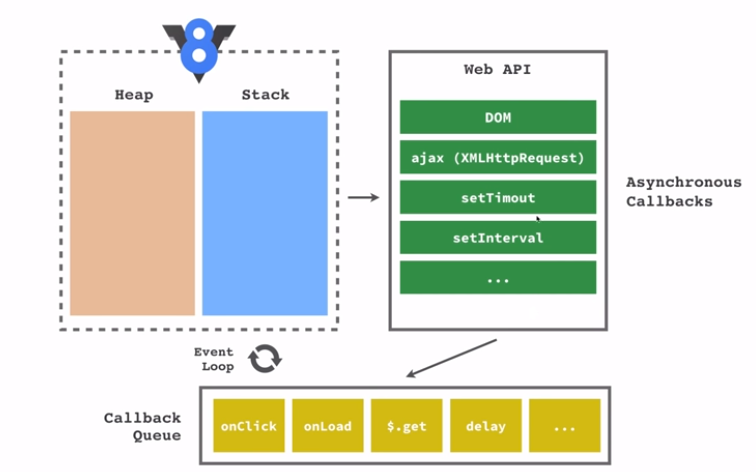 8
Heap
Stack
Web API
DOM
ajax (XMLHttpRequest)
setTimout
setInterval
...
Asynchronous
Callbacks
Event
Loop
Callback
Queue
onClick
onLoad
$.get
delay
...